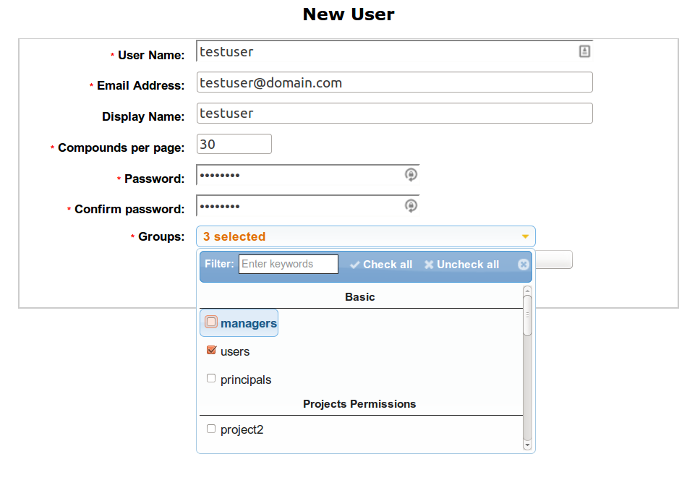 New User
* User Name: testuser
* Email Address: testuser@domain.com
Display Name: testuser
* Compounds per page: 30
* Password: ••••••••
* Confirm password: ••••••••
* Groups: 3 selected
Filter: Enter keywords Check all Uncheck all
Basic
managers
users
principals
Projects Permissions
project2